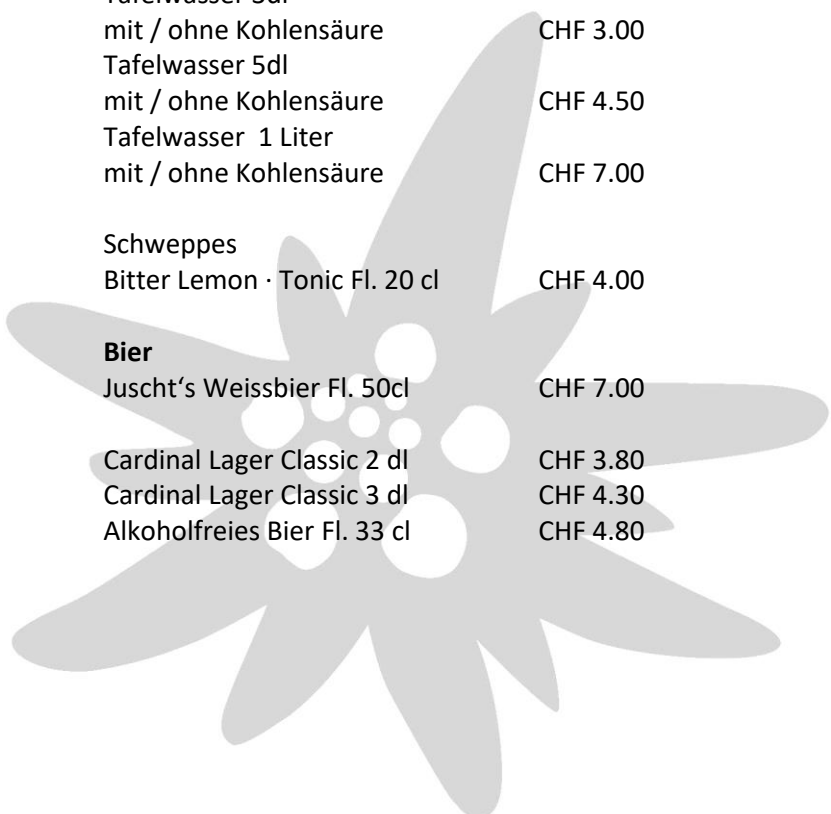 Tafelwasser
mit / ohne Kohlensäure CHF 3.00
Tafelwasser 5dl
mit / ohne Kohlensäure CHF 4.50
Tafelwasser 1 Liter
mit / ohne Kohlensäure CHF 7.00
Schweppes
Bitter Lemon · Tonic Fl. 20 cl CHF 4.00
Bier
Juscht‘s Weissbier Fl. 50cl CHF 7.00
Cardinal Lager Classic 2 dl CHF 3.80
Cardinal Lager Classic 3 dl CHF 4.30
Alkoholfreies Bier Fl. 33 cl CHF 4.80